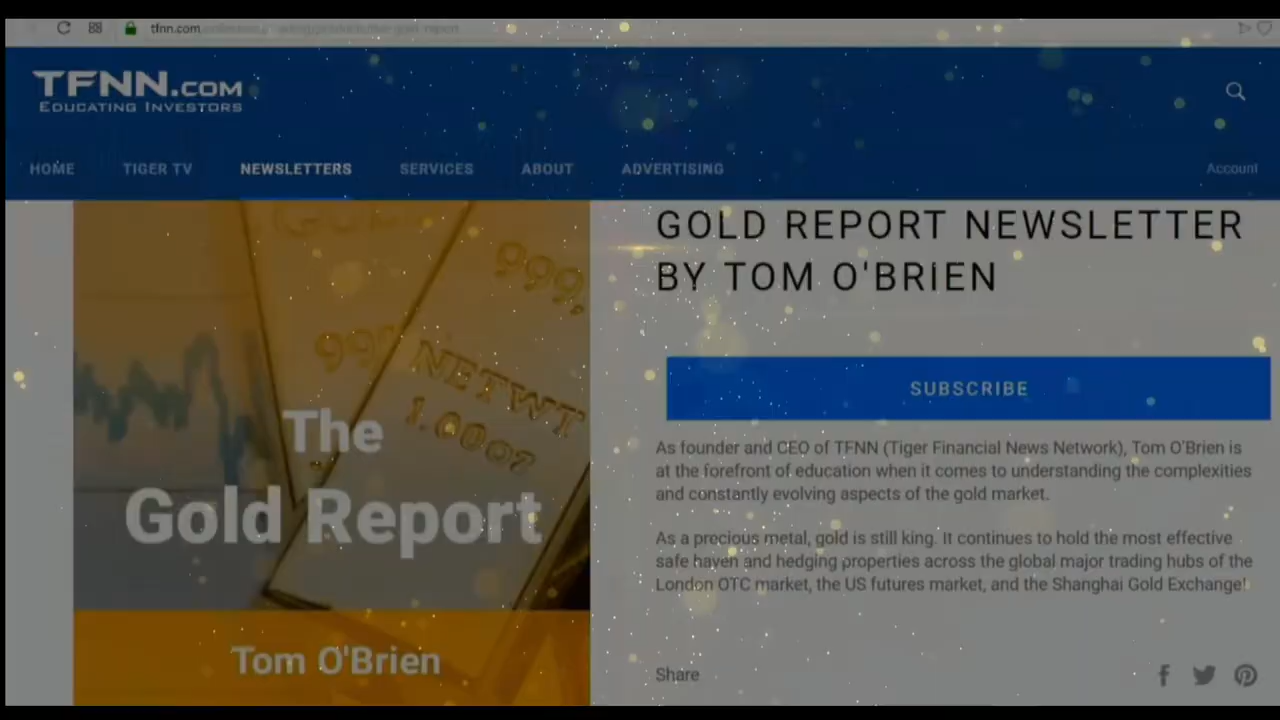 tfnn.com
TFNN.COM
EDUCATING INVESTORS
HOME
TIGER TV
NEWSLETTERS
SERVICES
ABOUT
ADVERTISING
Account
999,
999
NETWT
1.00OZ
The
Gold Report
Tom O'Brien
GOLD REPORT NEWSLETTER
BY TOM O'BRIEN
SUBSCRIBE
As founder and CEO of TFNN (Tiger Financial News Network), Tom O'Brien is
at the forefront of education when it comes to understanding the complexities
and constantly evolving aspects of the gold market.
As a precious metal, gold is still king. It continues to hold the most effective
safe haven and hedging properties across the global major trading hubs of the
London OTC market, the US futures market, and the Shanghai Gold Exchange!
Share